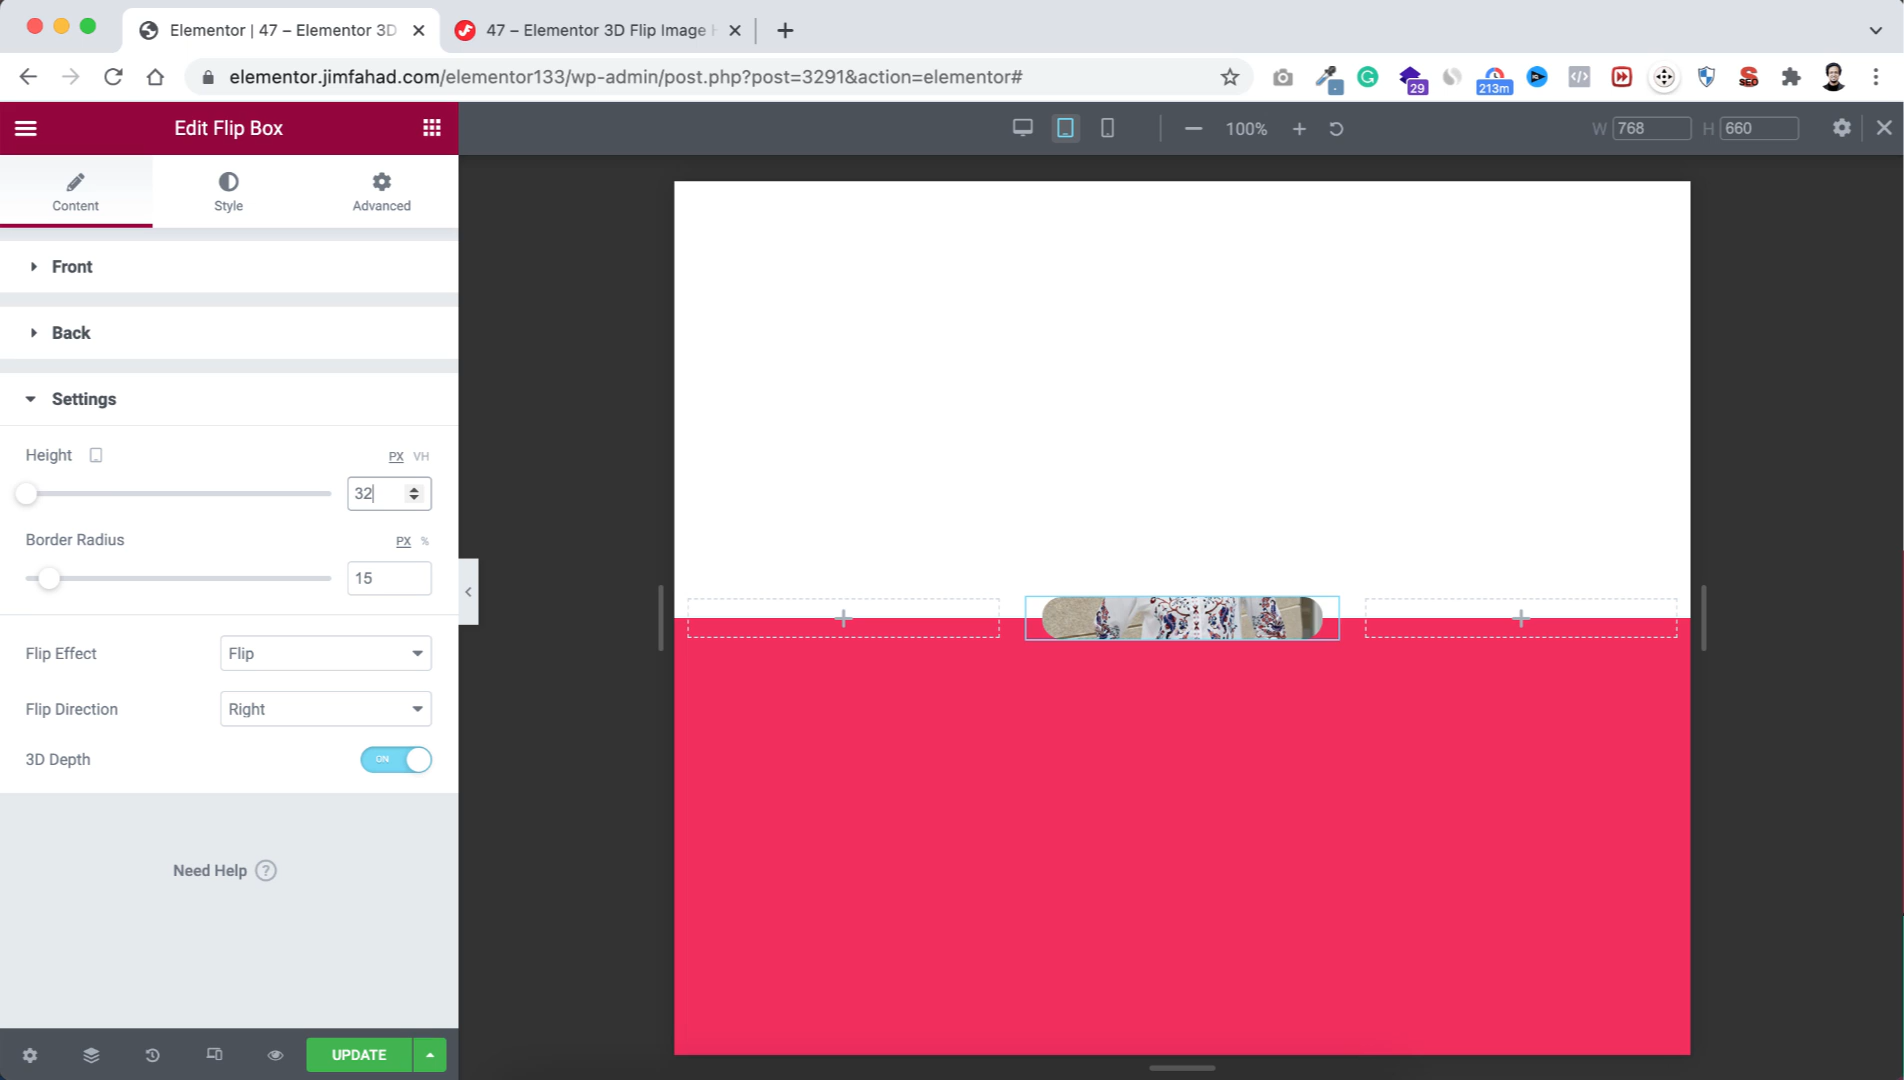 Elementor | 47 – Elementor 3D
47 – Elementor 3D Flip Image
elementor.jimfahad.com/elementor133/wp-admin/post.php?post=3291&action=elementor#
29
213m
SEO
Edit Flip Box
100%
W 768 H 660
Content
Style
Advanced
Front
Back
Settings
Height
PX VH
32
Border Radius
PX %
15
Flip Effect
Flip
Flip Direction
Right
3D Depth
ON
Need Help ?
UPDATE